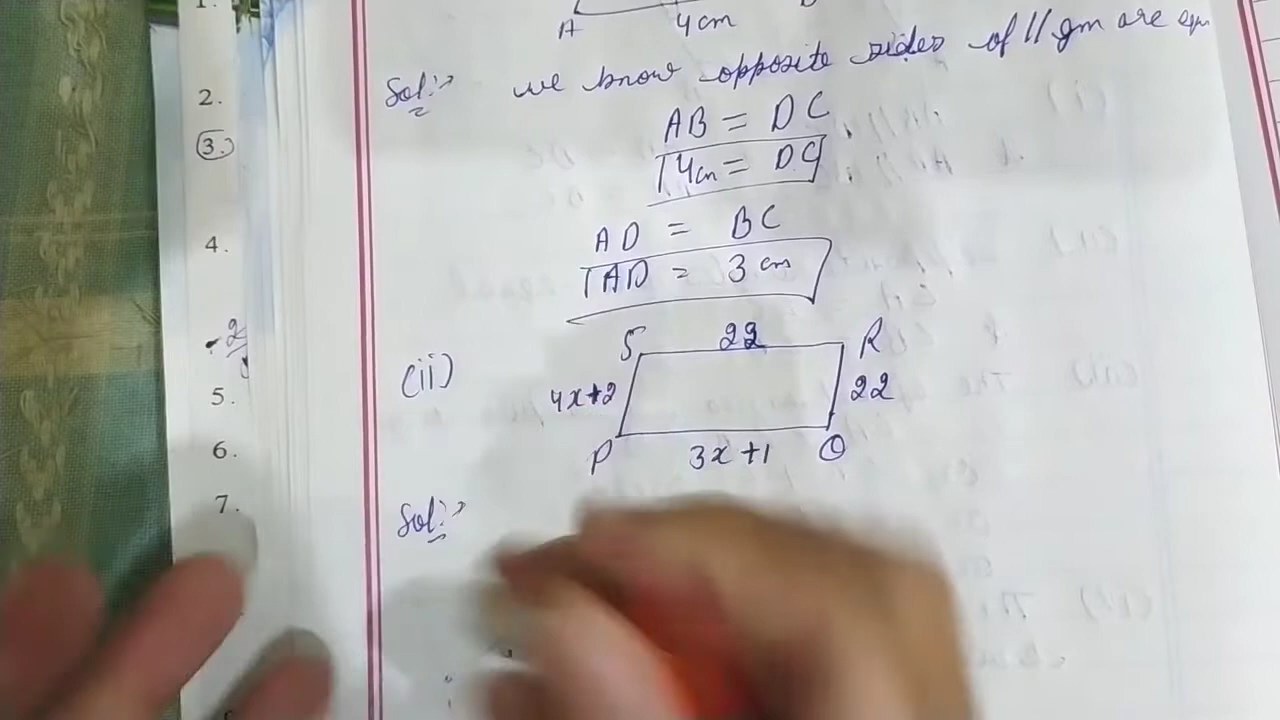 1.
A 4cm
Sol:- we know opposite sides of ||gm are equ
2.
AB = DC
3.
4cm = DC
4.
AD = BC
AD = 3 cm
S 22 R
(ii)
4x+2 22
5.
P 3x+1 Q
6.
7.
Sol:-